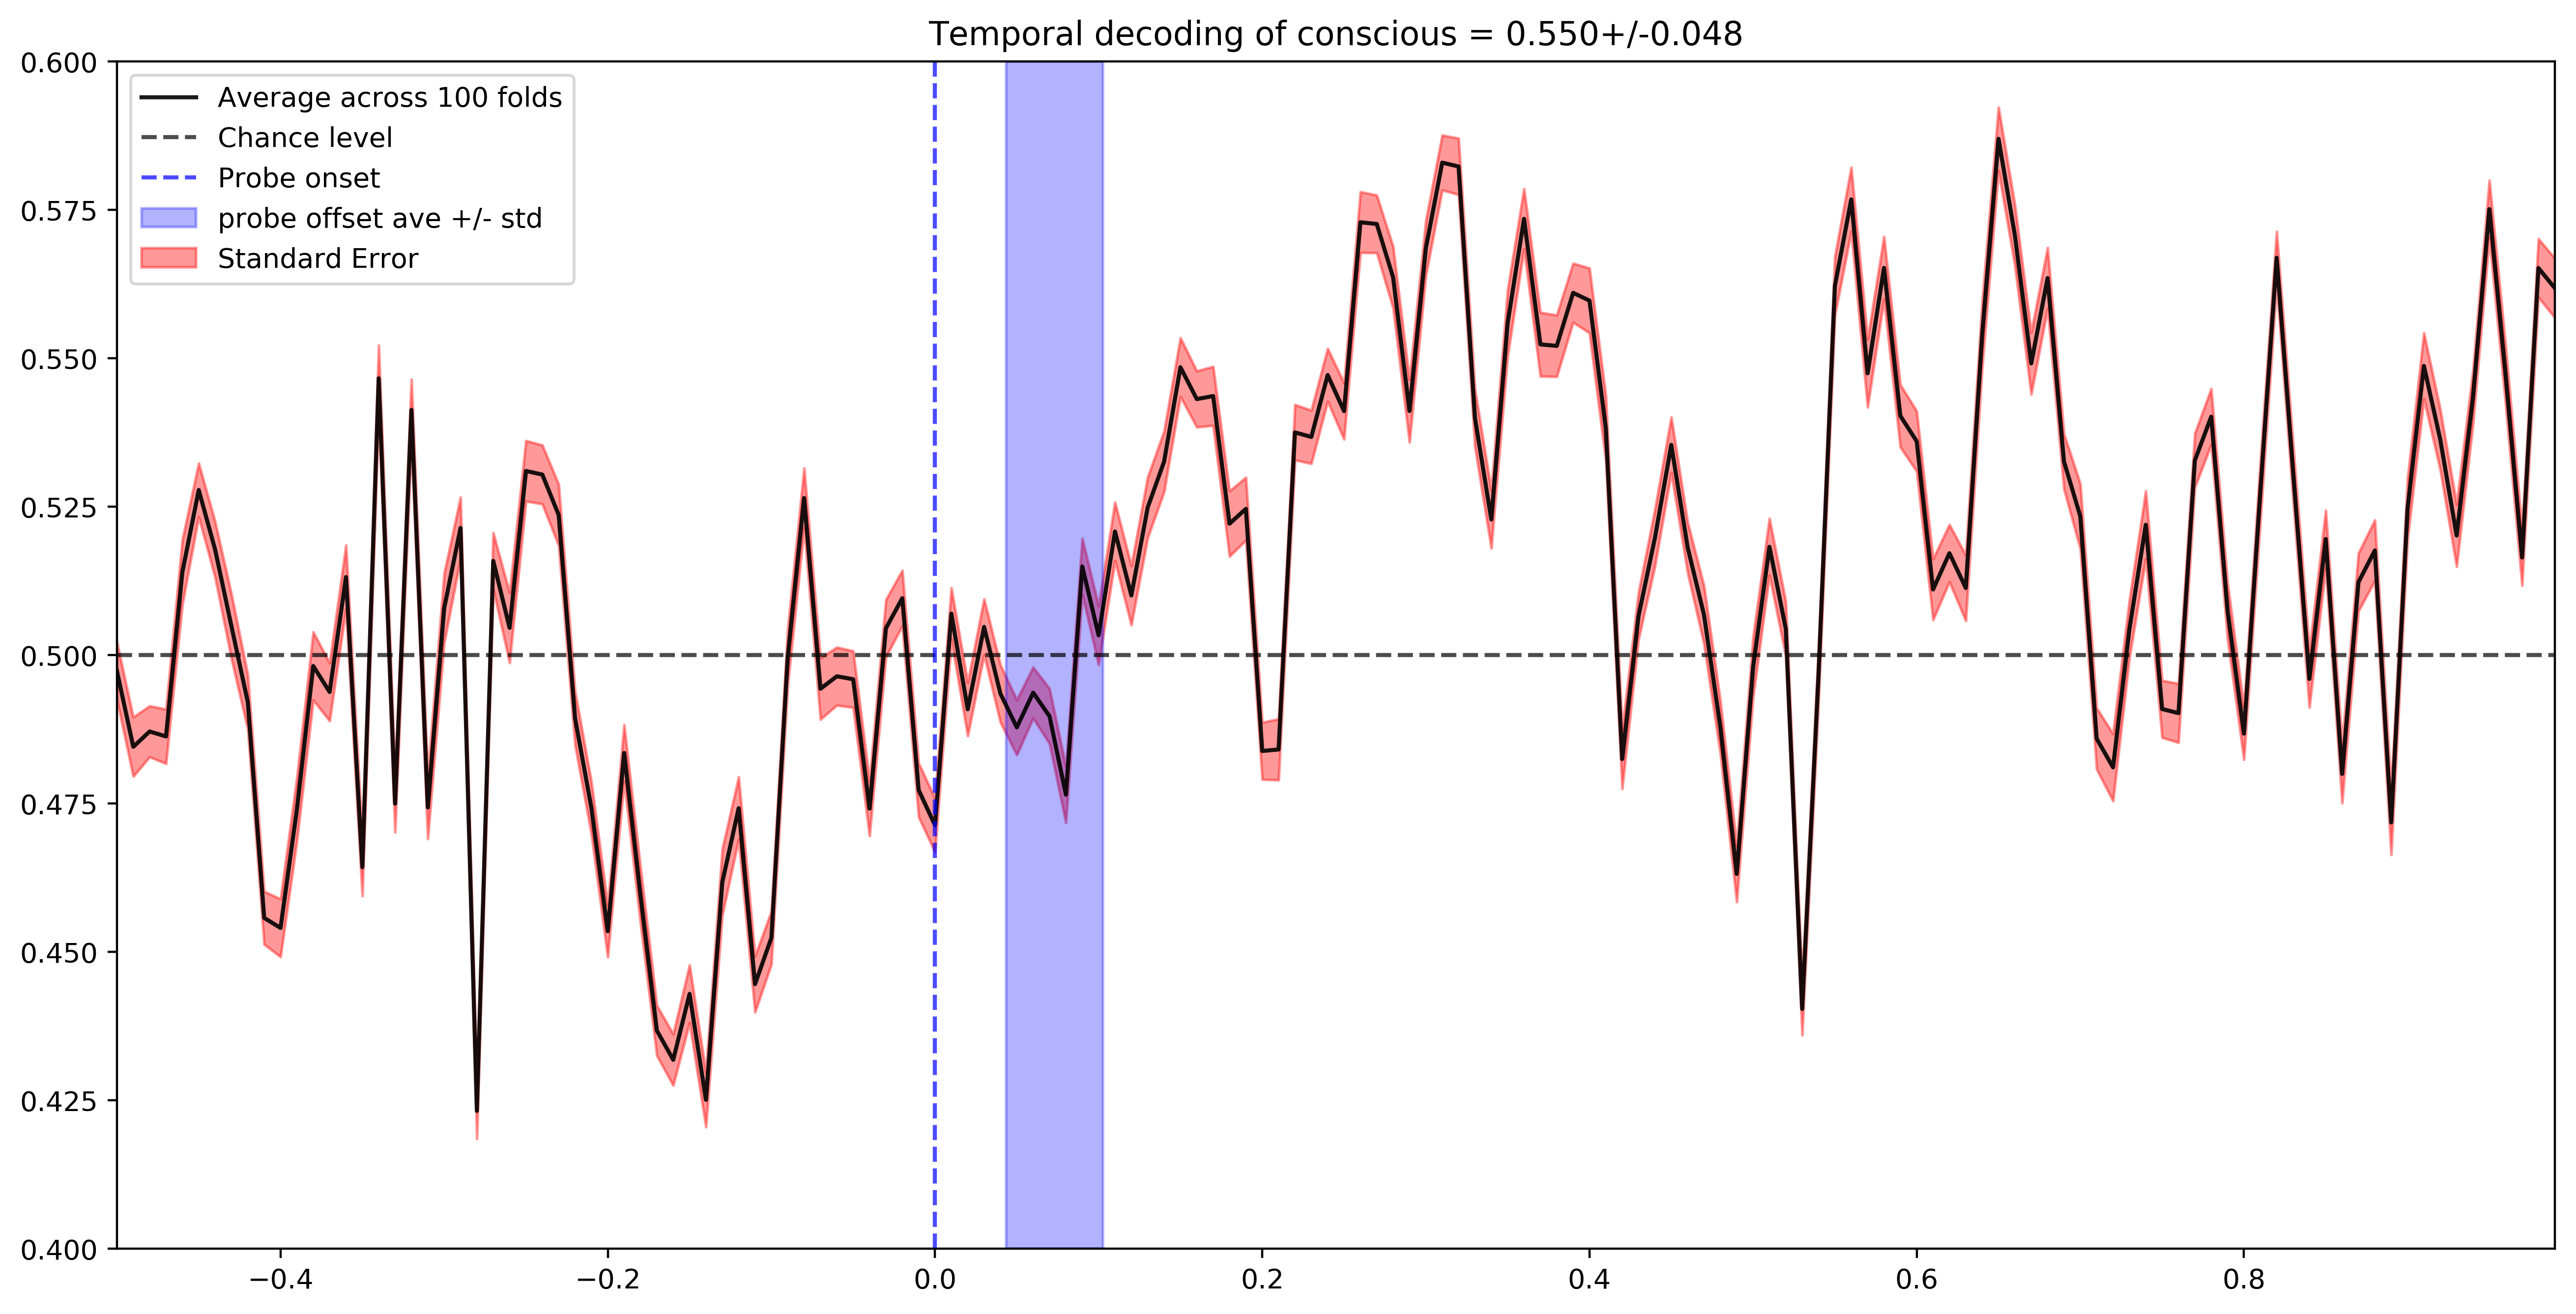 Temporal decoding of conscious = 0.550+/-0.048
0.600
0.575
0.550
0.525
0.500
0.475
0.450
0.425
0.400
Average across 100 folds
Chance level
Probe onset
probe offset ave +/- std
Standard Error
−0.4
−0.2
0.0
0.2
0.4
0.6
0.8